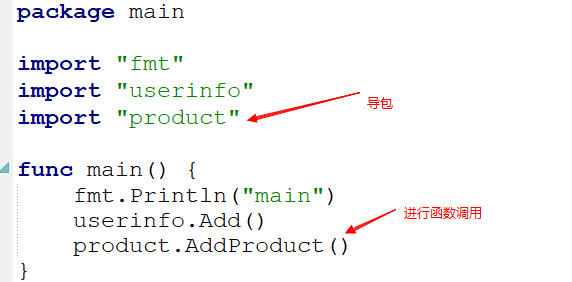 package main
import "fmt"
import "userinfo"
import "product"
导包
func main() {
fmt.Println("main")
userinfo.Add()
进行函数调用
product.AddProduct()
}